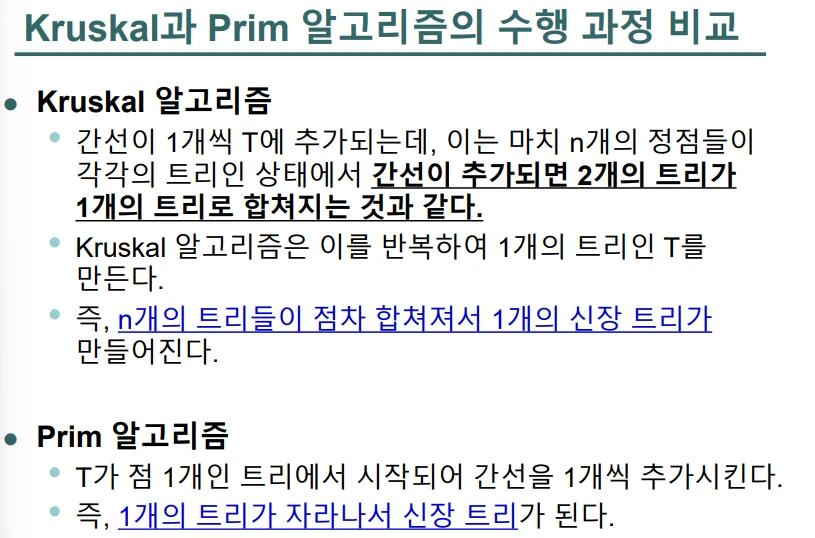 Kruskal과 Prim 알고리즘의 수행 과정 비교
Kruskal 알고리즘
간선이 1개씩 T에 추가되는데, 이는 마치 n개의 정점들이
각각의 트리인 상태에서 간선이 추가되면 2개의 트리가
1개의 트리로 합쳐지는 것과 같다.
Kruskal 알고리즘은 이를 반복하여 1개의 트리인 T를
만든다.
즉, n개의 트리들이 점차 합쳐져서 1개의 신장 트리가
만들어진다.
Prim 알고리즘
T가 점 1개인 트리에서 시작되어 간선을 1개씩 추가시킨다.
즉, 1개의 트리가 자라나서 신장 트리가 된다.